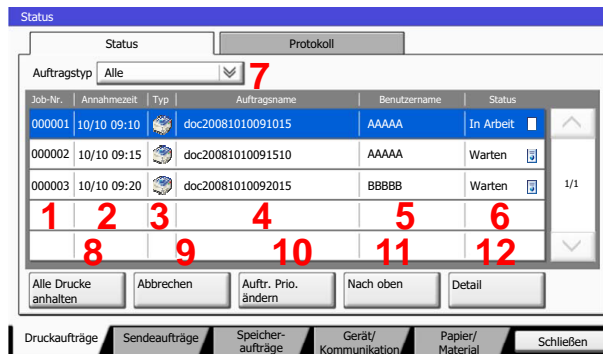 Status
Status Protokoll
Auftragstyp Alle 7
Job-Nr. Annahmezeit Typ Auftragsname Benutzername Status
000001 10/10 09:10 doc20081010091015 AAAAA In Arbeit
000002 10/10 09:15 doc20081010091510 AAAAA Warten
000003 10/10 09:20 doc20081010092015 BBBBB Warten 1/1
1 2 3 4 5 6
8 9 10 11 12
Alle Drucke anhalten Abbrechen Auftr. Prio. ändern Nach oben Detail
Druckaufträge Sendeaufträge Speicher-aufträge Gerät/Kommunikation Papier/Material Schließen